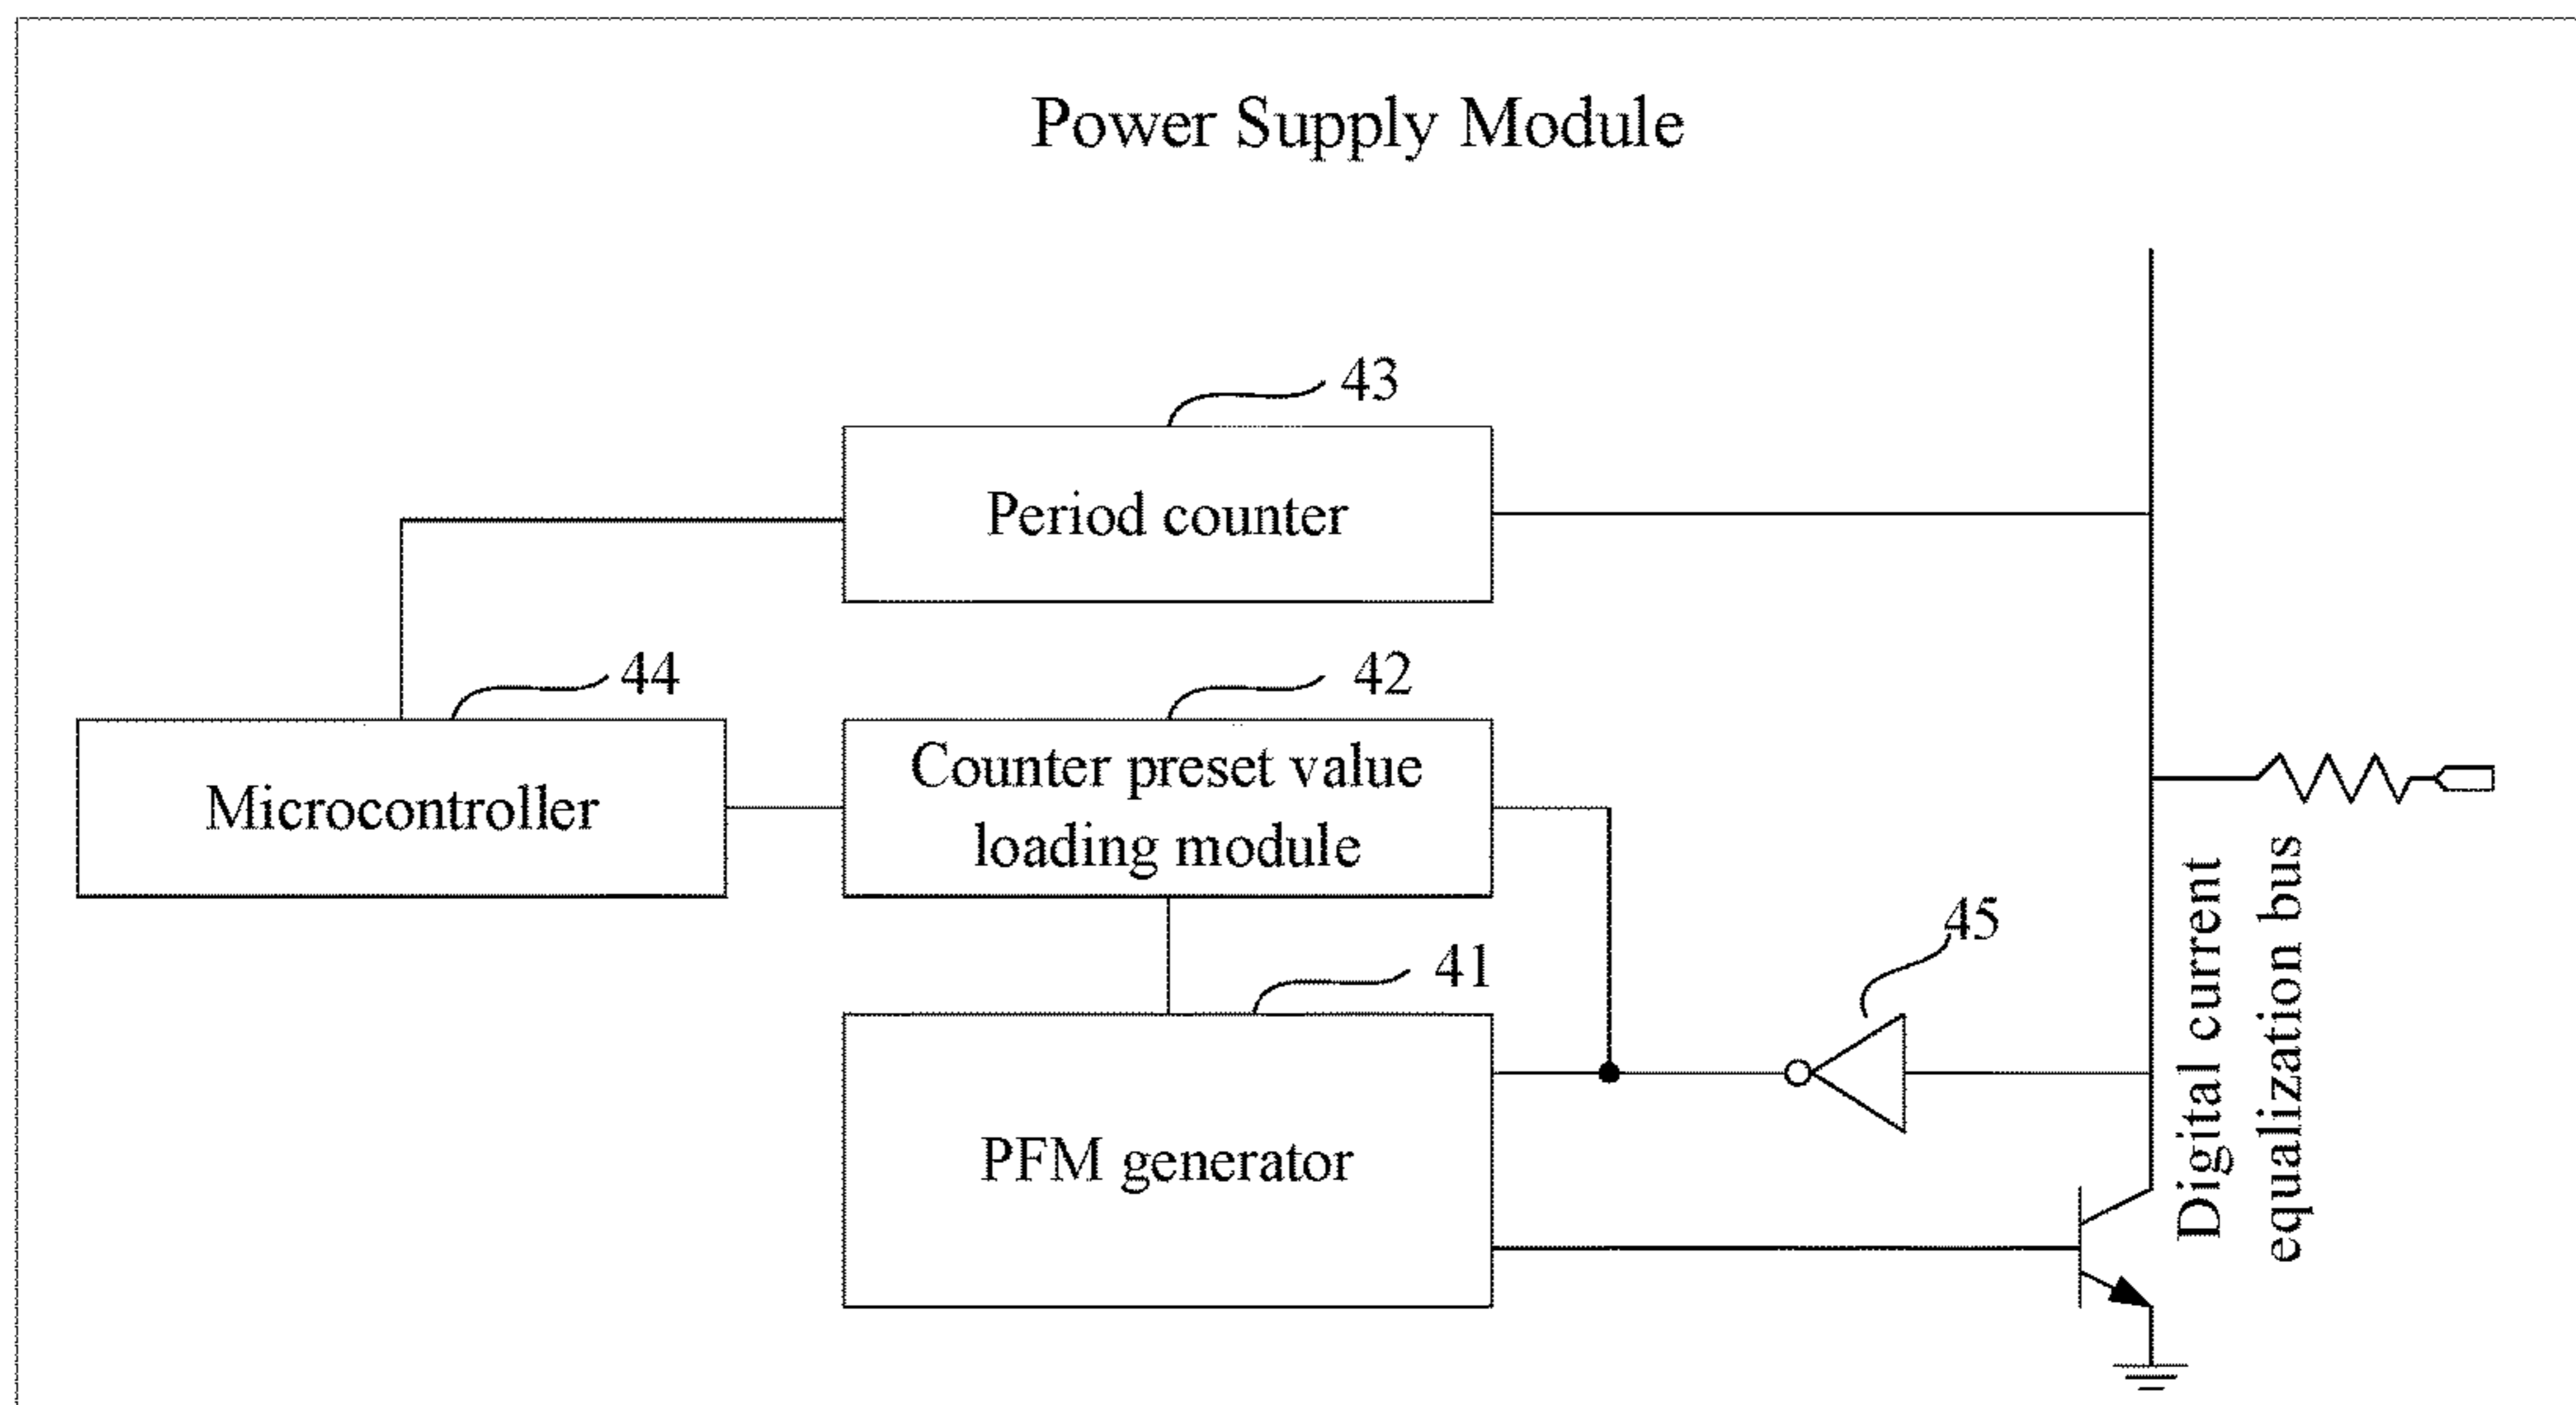 Power Supply Module
43
Period counter
44
42
Microcontroller
Counter preset value
loading module
45
41
PFM generator
Digital current
equalization bus